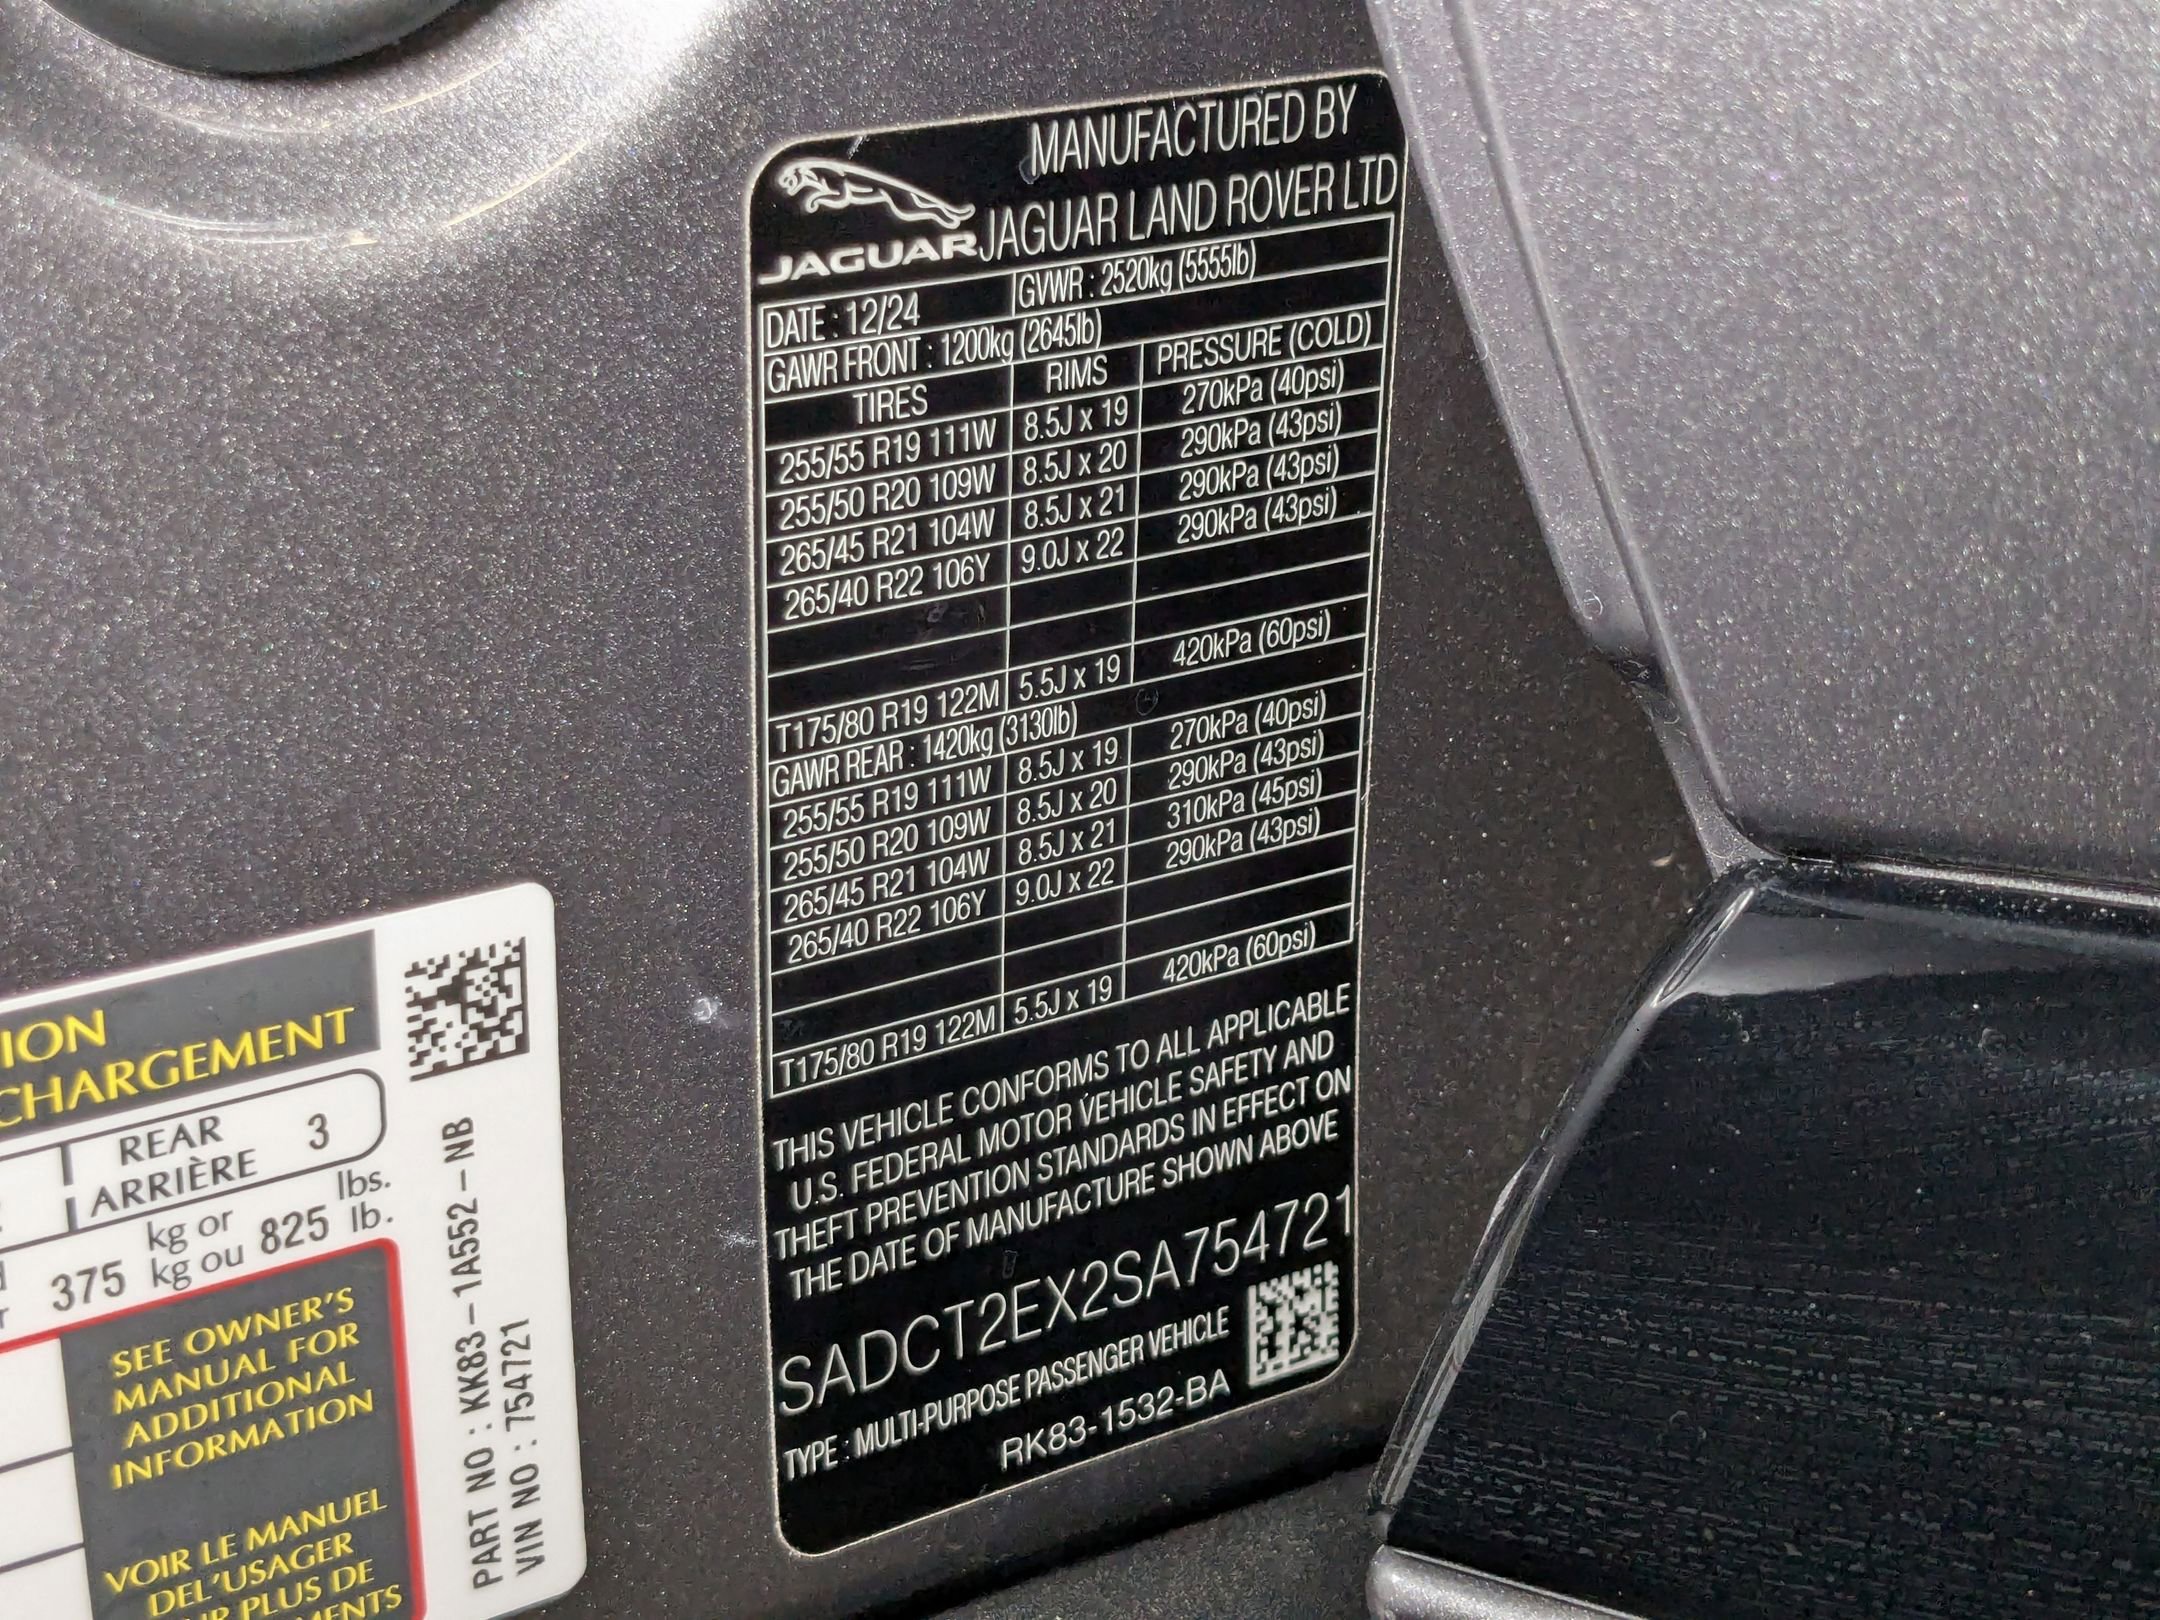 MANUFACTURED BY
JAGUAR JAGUAR LAND ROVER LTD
DATE : 12/24 GVWR : 2520kg (5555lb)
GAWR FRONT : 1200kg (2645lb)
TIRES RIMS PRESSURE (COLD)
255/55 R19 111W 8.5J x 19 270kPa (40psi)
255/50 R20 109W 8.5J x 20 290kPa (43psi)
265/45 R21 104W 8.5J x 21 290kPa (43psi)
265/40 R22 106Y 9.0J x 22 290kPa (43psi)
T175/80 R19 122M 5.5J x 19 420kPa (60psi)
GAWR REAR : 1420kg (3130lb)
255/55 R19 111W 8.5J x 19 270kPa (40psi)
255/50 R20 109W 8.5J x 20 290kPa (43psi)
265/45 R21 104W 8.5J x 21 310kPa (45psi)
265/40 R22 106Y 9.0J x 22 290kPa (43psi)
T175/80 R19 122M 5.5J x 19 420kPa (60psi)
THIS VEHICLE CONFORMS TO ALL APPLICABLE
U.S. FEDERAL MOTOR VEHICLE SAFETY AND
THEFT PREVENTION STANDARDS IN EFFECT ON
THE DATE OF MANUFACTURE SHOWN ABOVE
SADCT2EX2SA754721
TYPE : MULTI-PURPOSE PASSENGER VEHICLE
RK83-1532-BA
ION
CHARGEMENT
REAR
ARRIÈRE 3
375 kg or 825 lbs.
kg ou lb.
SEE OWNER'S
MANUAL FOR
ADDITIONAL
INFORMATION
VOIR LE MANUEL
DEL'USAGER
PLUS DE
MENTS
PART NO : KK83-1A552-NB
VIN NO : 754721